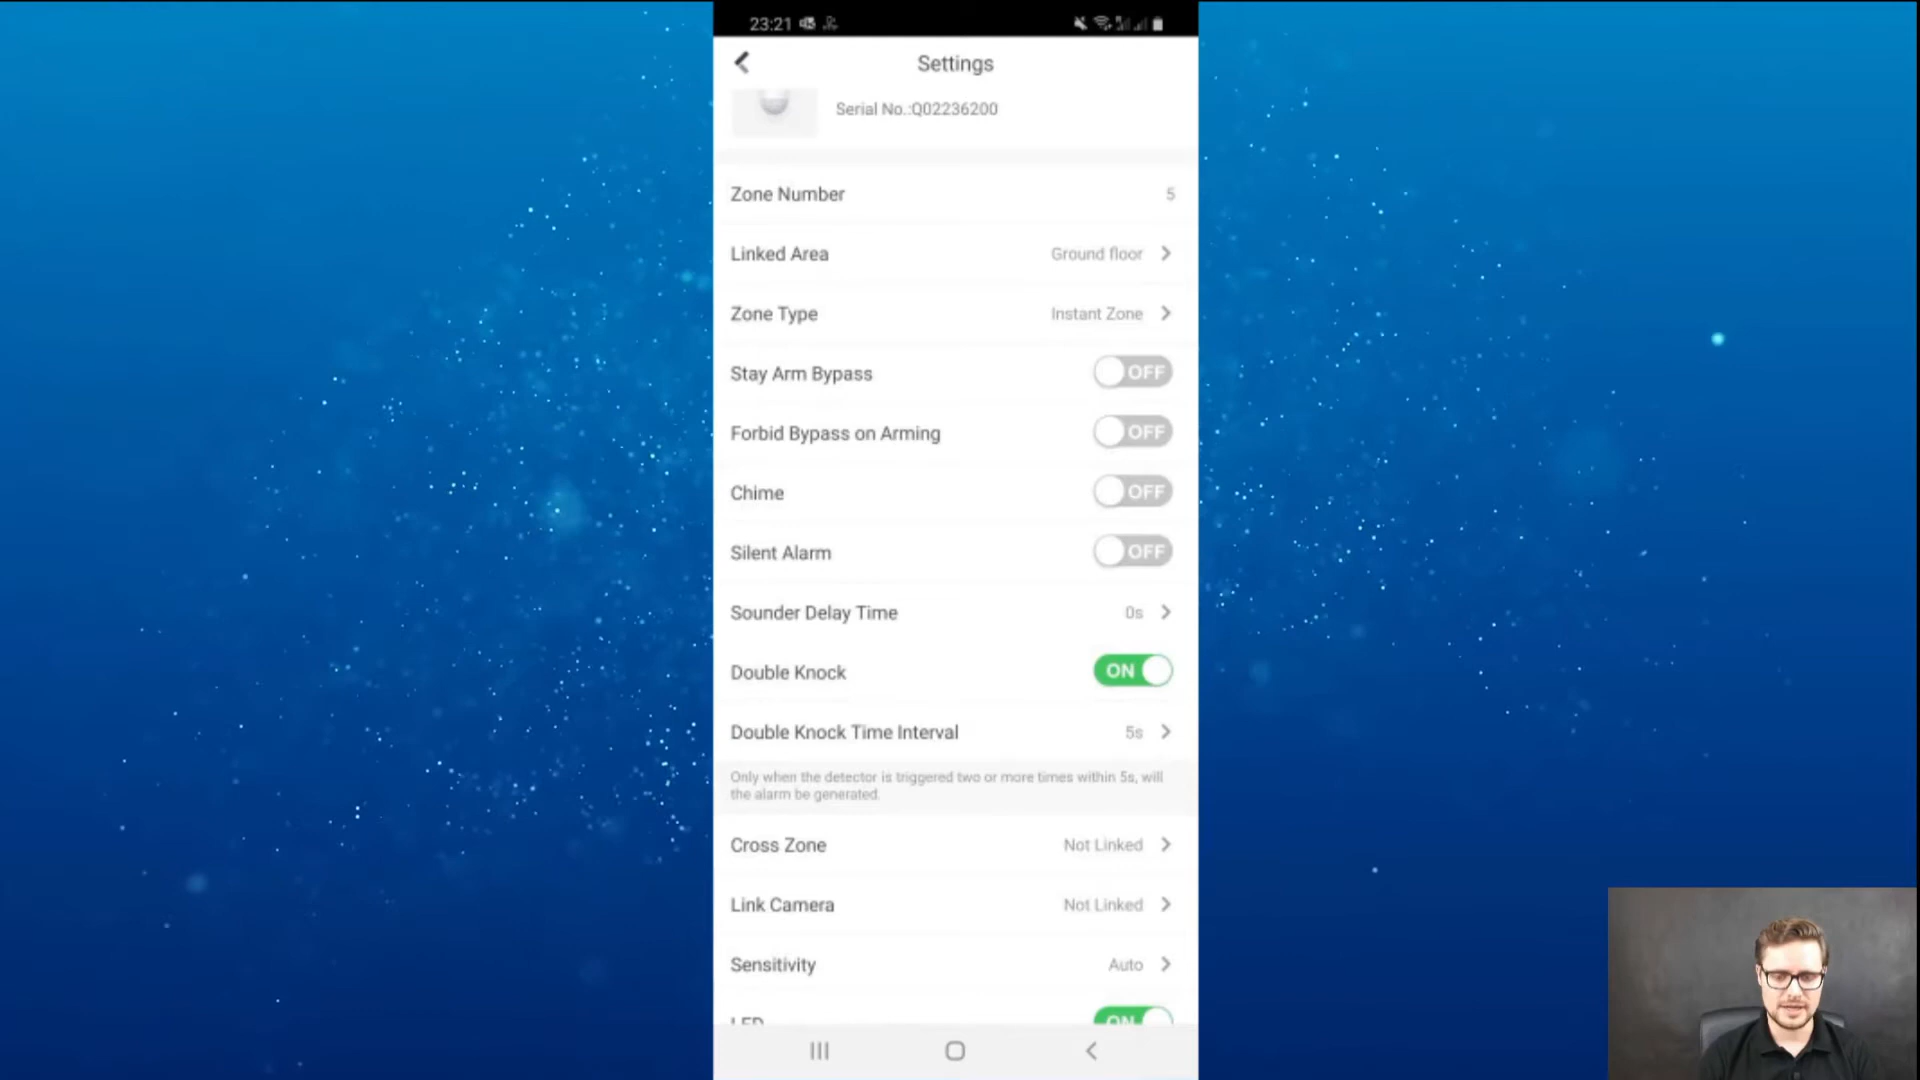 23:21
Settings
Serial No.:Q02236200
Zone Number 5
Linked Area Ground floor
Zone Type Instant Zone
Stay Arm Bypass OFF
Forbid Bypass on Arming OFF
Chime OFF
Silent Alarm OFF
Sounder Delay Time 0s
Double Knock ON
Double Knock Time Interval 5s
Only when the detector is triggered two or more times within 5s, will
the alarm be generated.
Cross Zone Not Linked
Link Camera Not Linked
Sensitivity Auto
LED ON